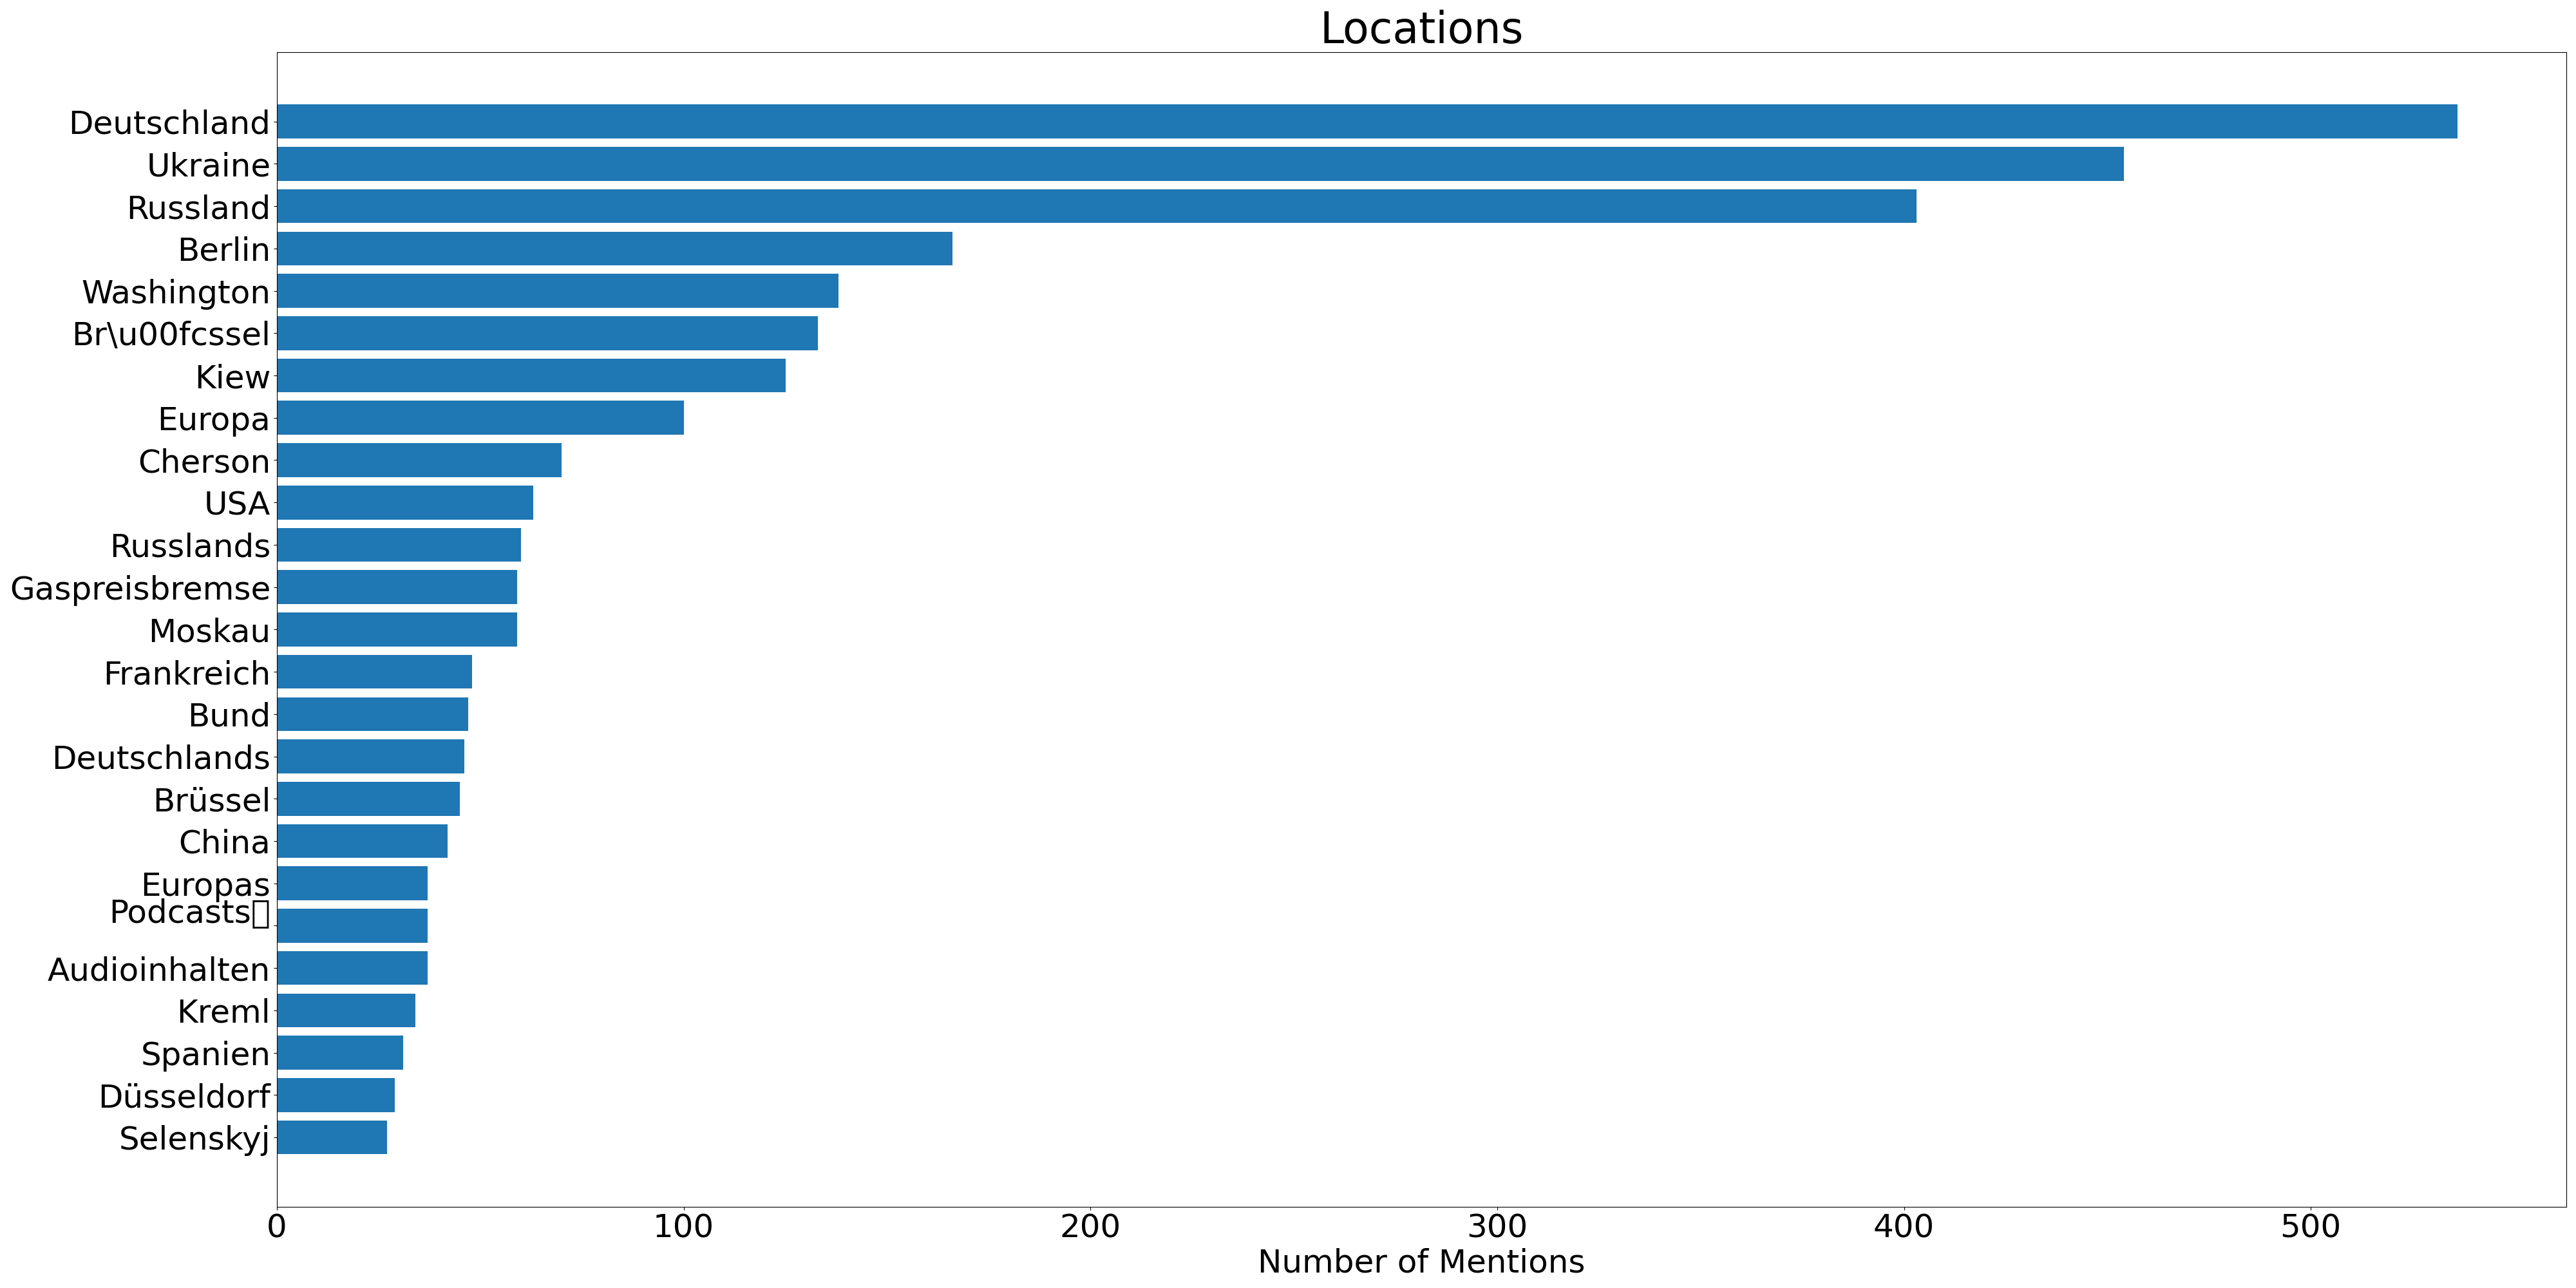 Locations
Deutschland
Ukraine
Russland
Berlin
Washington
Br\u00fcssel
Kiew
Europa
Cherson
USA
Russlands
Gaspreisbremse
Moskau
Frankreich
Bund
Deutschlands
Brüssel
China
Europas
Podcasts
Audioinhalten
Kreml
Spanien
Düsseldorf
Selenskyj
0 100 200 300 400 500
Number of Mentions